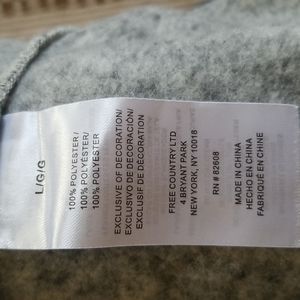 L/G/G
100% POLYESTER/
100% POLYESTER/
100% POLYESTER
EXCLUSIVE OF DECORATION/
EXCLUSIVO DE DECORACIÓN/
EXCLUSIF DE DÉCORATION
FREE COUNTRY LTD
4 BRYANT PARK
NEW YORK, NY 10018
RN # 82608
MADE IN CHINA
HECHO EN CHINA
FABRIQUÉ EN CHINE